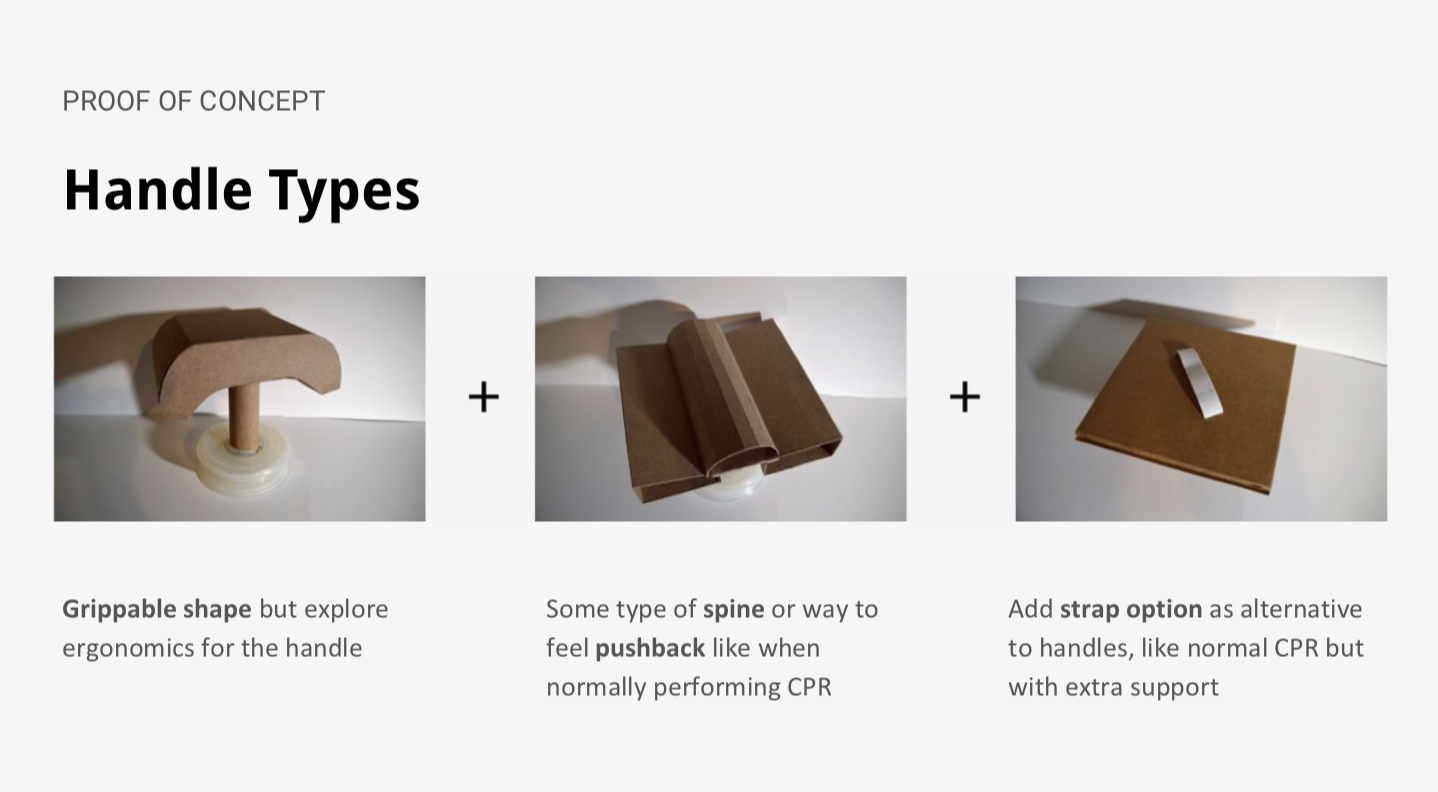 PROOF OF CONCEPT
Handle Types
+ +
Grippable shape but explore
ergonomics for the handle
Some type of spine or way to
feel pushback like when
normally performing CPR
Add strap option as alternative
to handles, like normal CPR but
with extra support